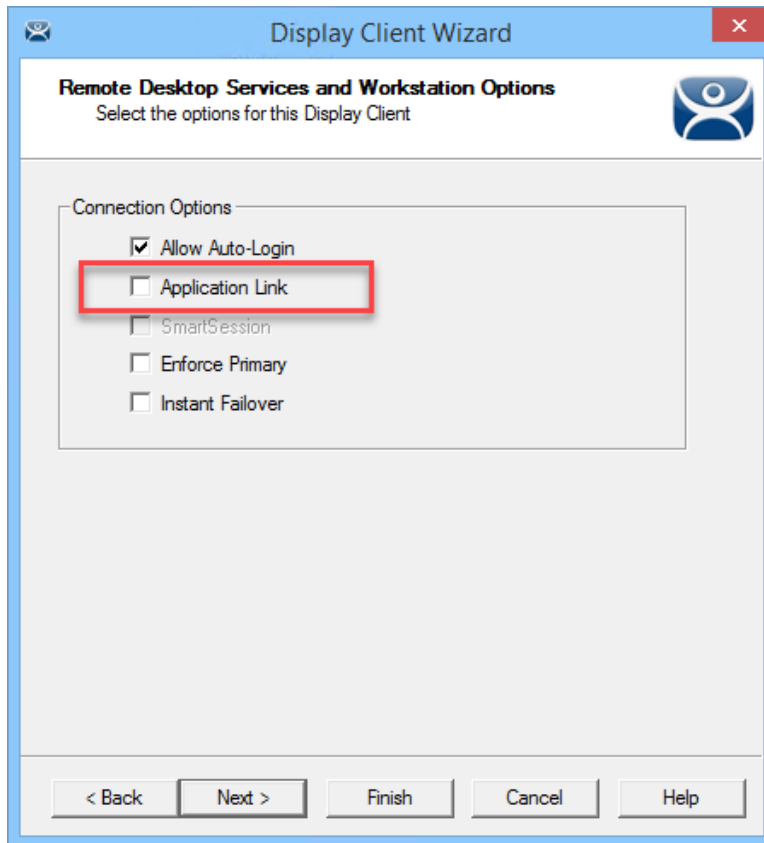 Display Client Wizard
Remote Desktop Services and Workstation Options
Select the options for this Display Client
Connection Options
Allow Auto-Login
Application Link
SmartSession
Enforce Primary
Instant Failover
< Back Next > Finish Cancel Help